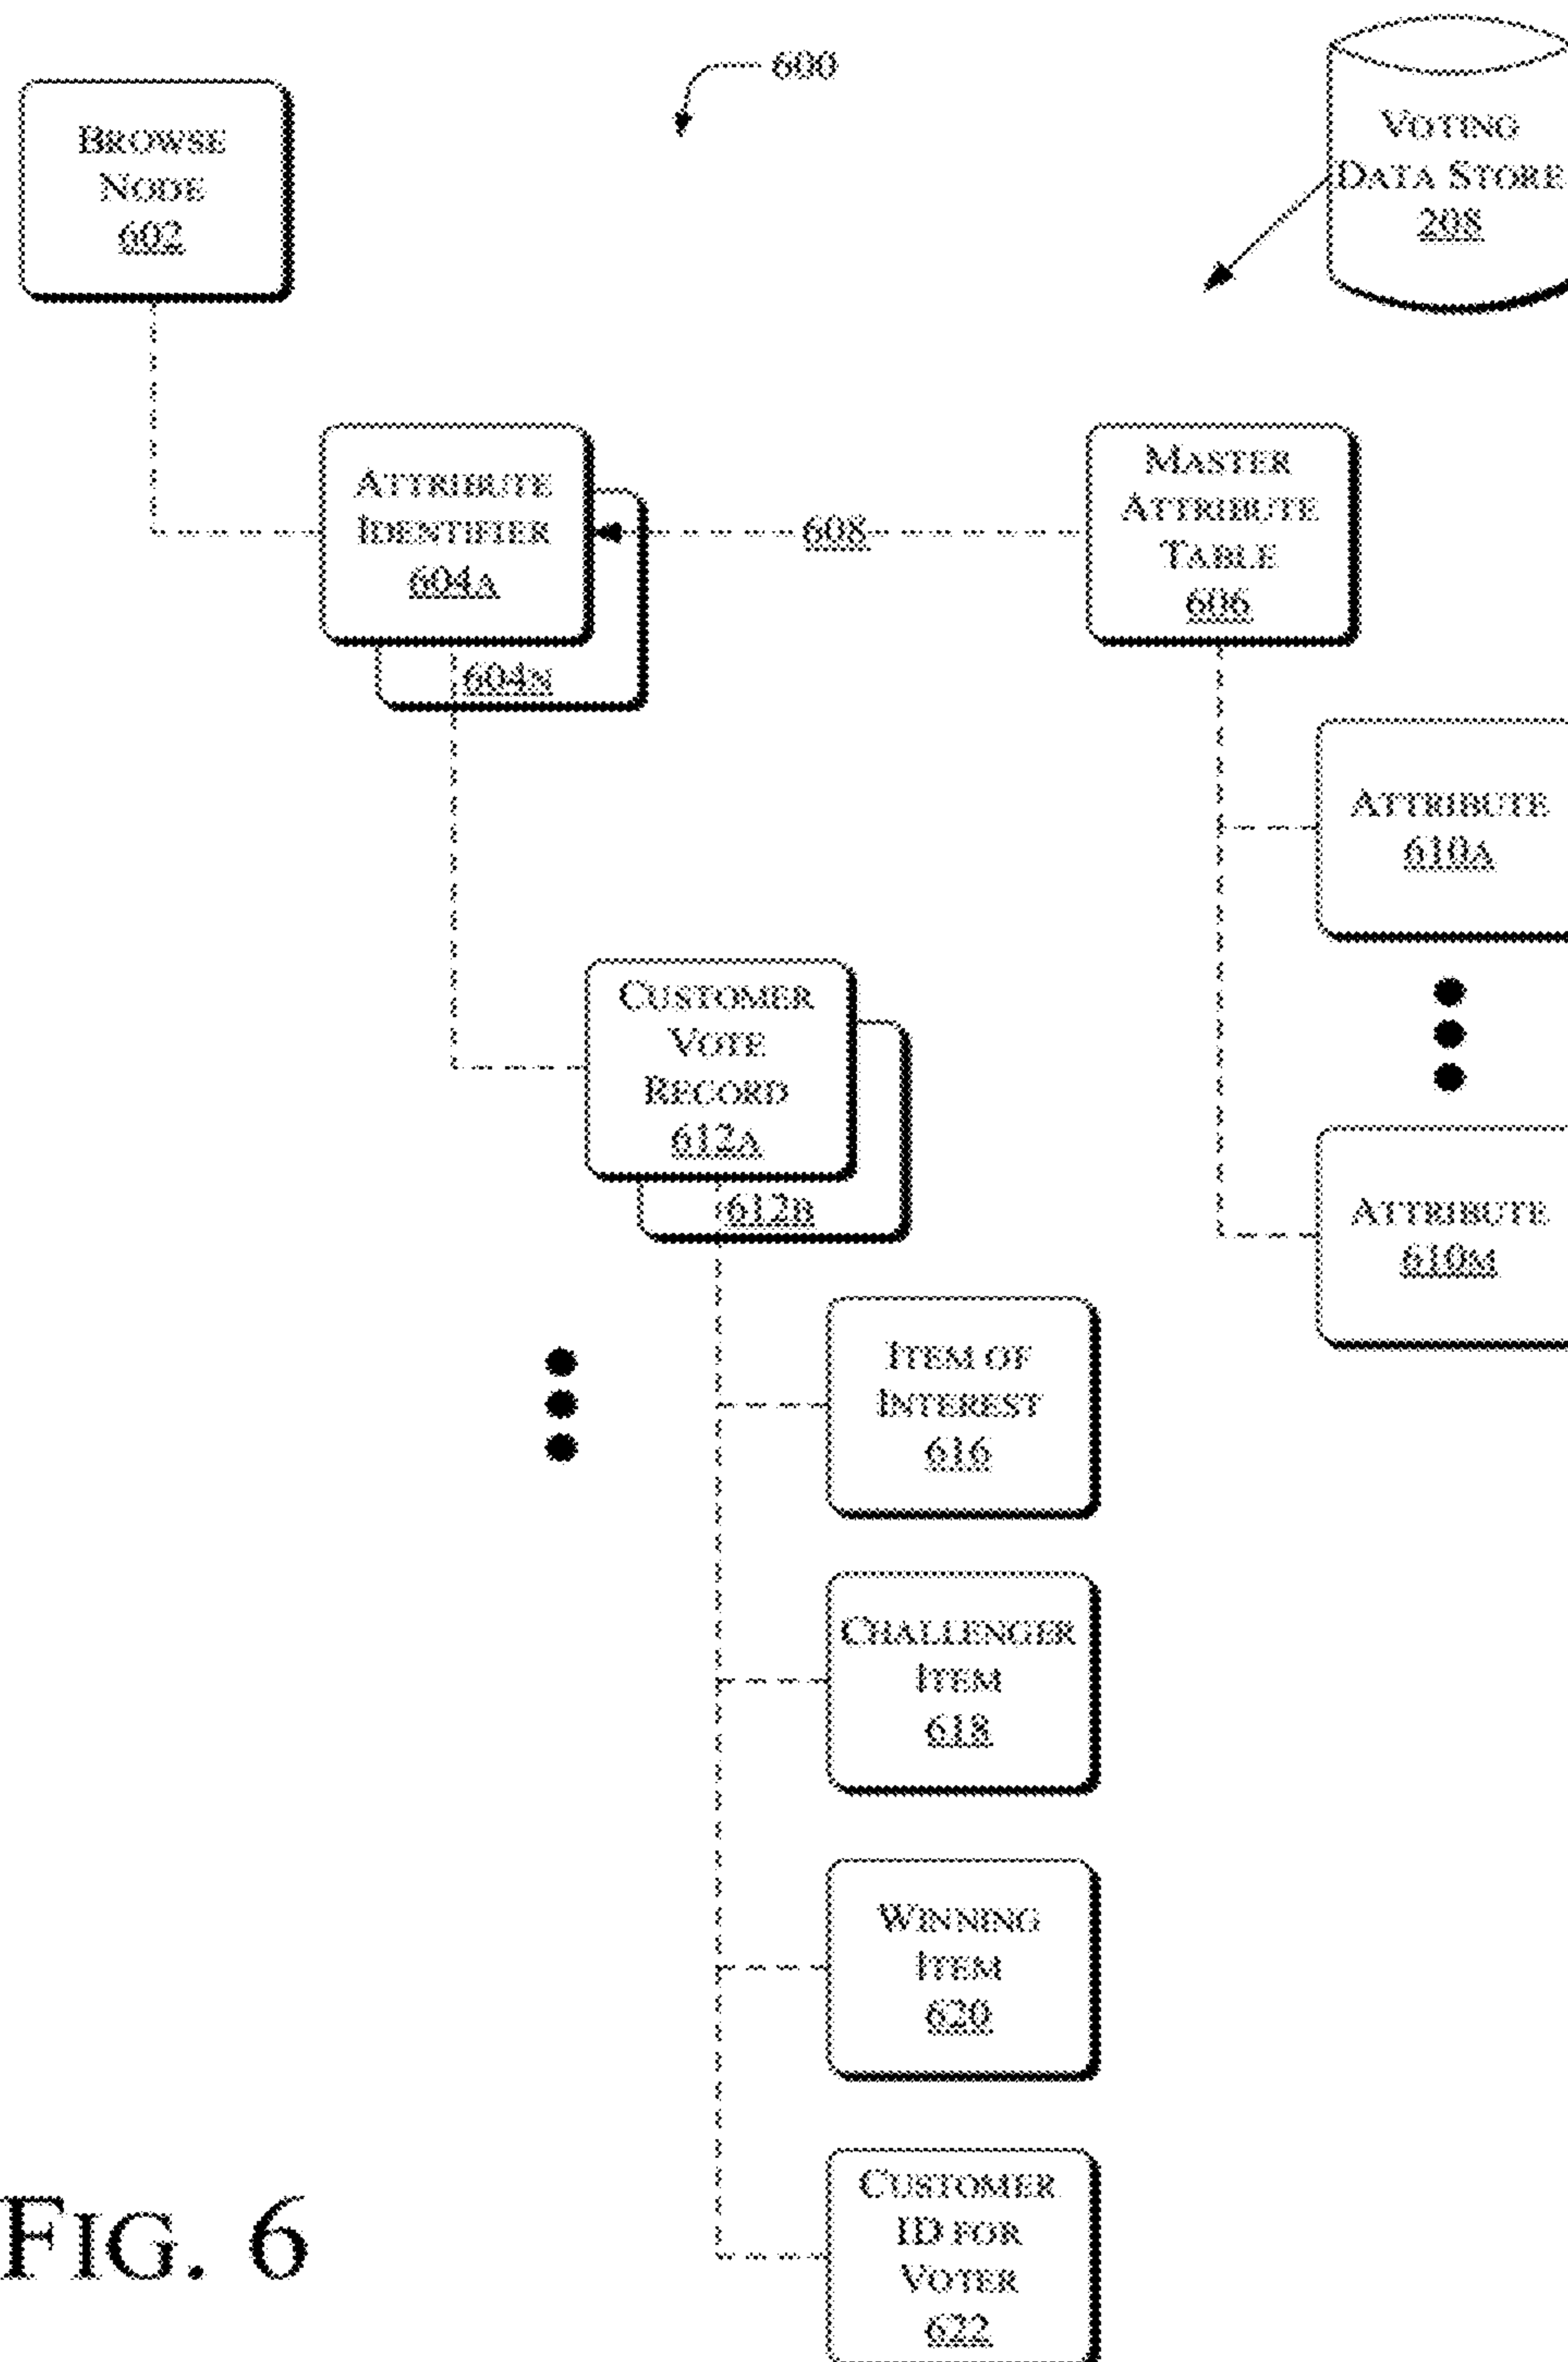 600
BROWSE
NODE
602
VOTING
DATA STORE
208
ATTRIBUTE
IDENTIFIER
604A
604N
608
MASTER
ATTRIBUTE
TABLE
606
ATTRIBUTE
610A
ATTRIBUTE
610M
CUSTOMER
VOTE
RECORD
612A
612B
ITEM OF
INTEREST
616
CHALLENGER
ITEM
618
WINNING
ITEM
620
CUSTOMER
ID FOR
VOTER
622
FIG. 6